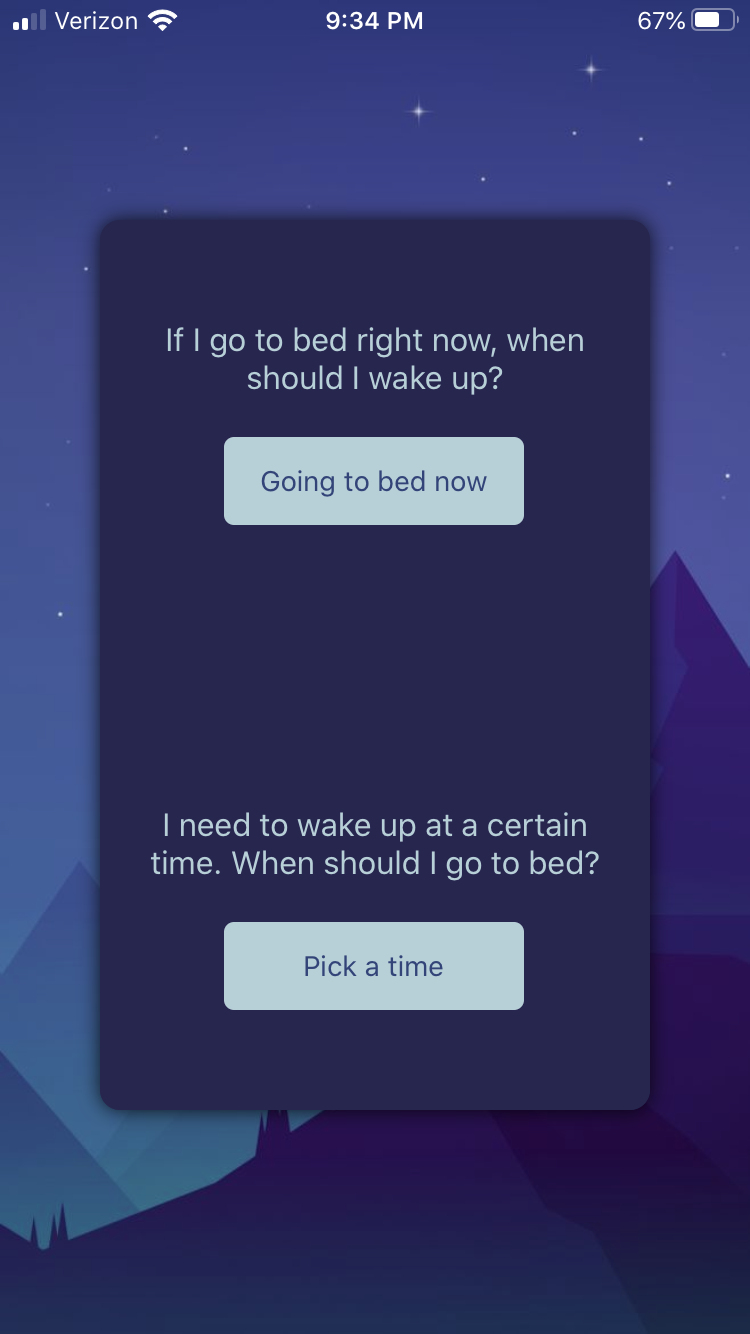 Verizon 9:34 PM 67%
If I go to bed right now, when
should I wake up?
Going to bed now
I need to wake up at a certain
time. When should I go to bed?
Pick a time